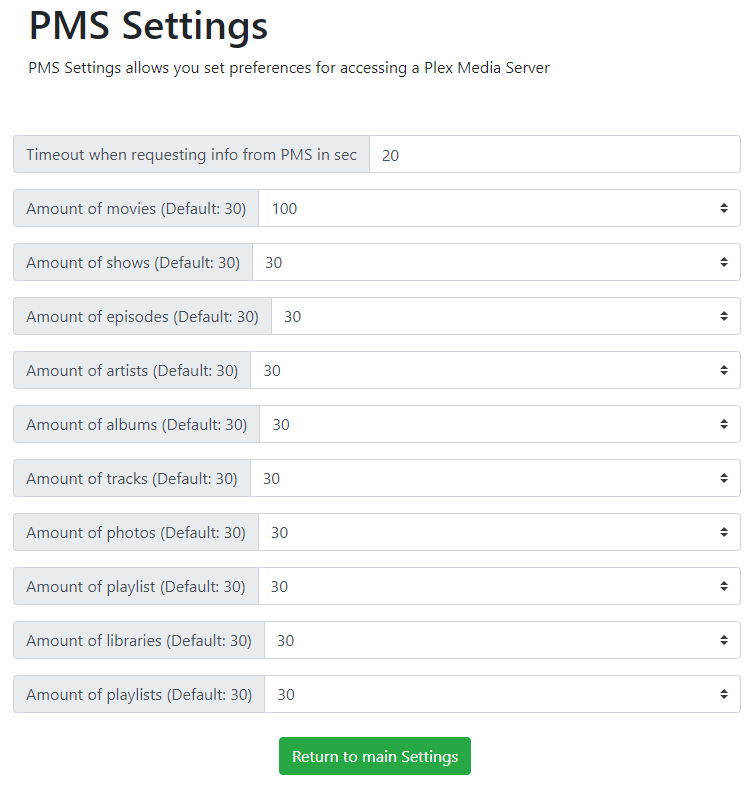 PMS Settings
PMS Settings allows you set preferences for accessing a Plex Media Server
Timeout when requesting info from PMS in sec 20
Amount of movies (Default: 30) 100
Amount of shows (Default: 30) 30
Amount of episodes (Default: 30) 30
Amount of artists (Default: 30) 30
Amount of albums (Default: 30) 30
Amount of tracks (Default: 30) 30
Amount of photos (Default: 30) 30
Amount of playlist (Default: 30) 30
Amount of libraries (Default: 30) 30
Amount of playlists (Default: 30) 30
Return to main Settings